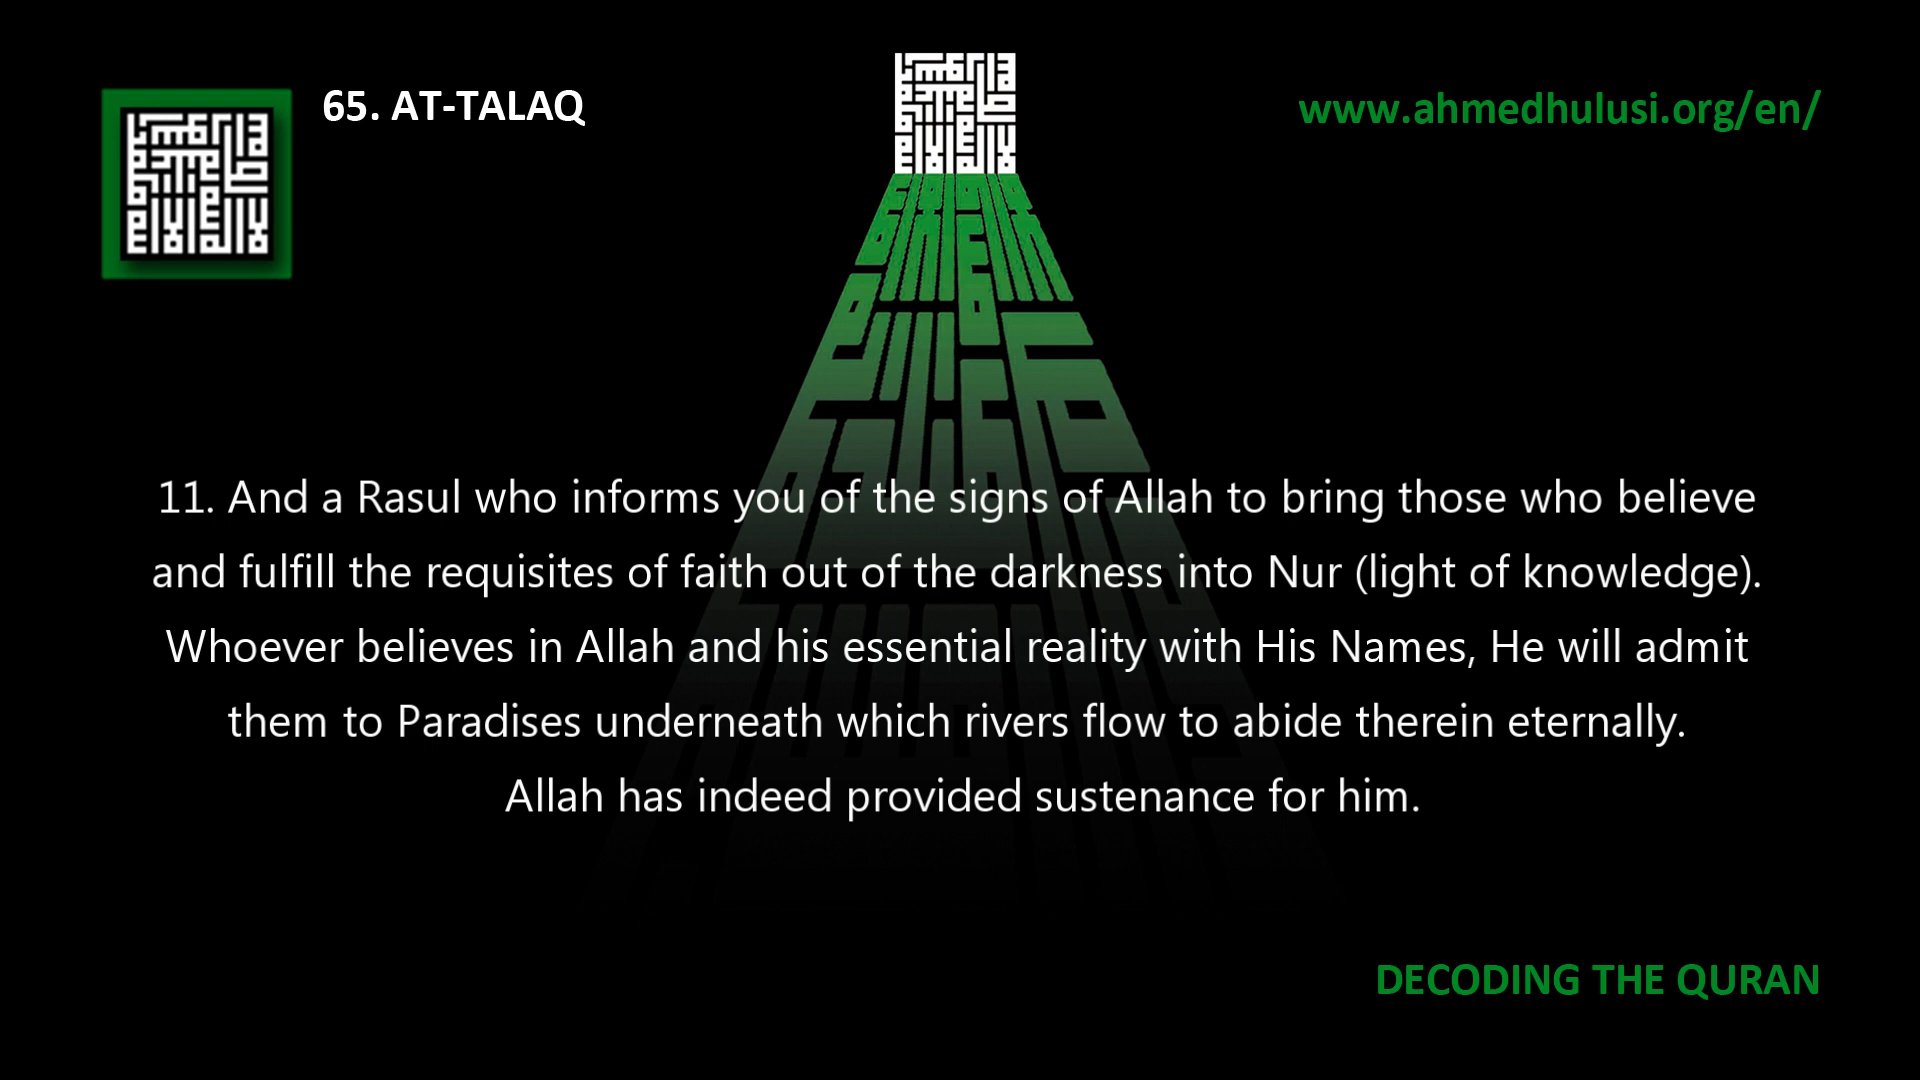 65. AT-TALAQ
www.ahmedhulusi.org/en/
11. And a Rasul who informs you of the signs of Allah to bring those who believe
and fulfill the requisites of faith out of the darkness into Nur (light of knowledge).
Whoever believes in Allah and his essential reality with His Names, He will admit
them to Paradises underneath which rivers flow to abide therein eternally.
Allah has indeed provided sustenance for him.
DECODING THE QURAN